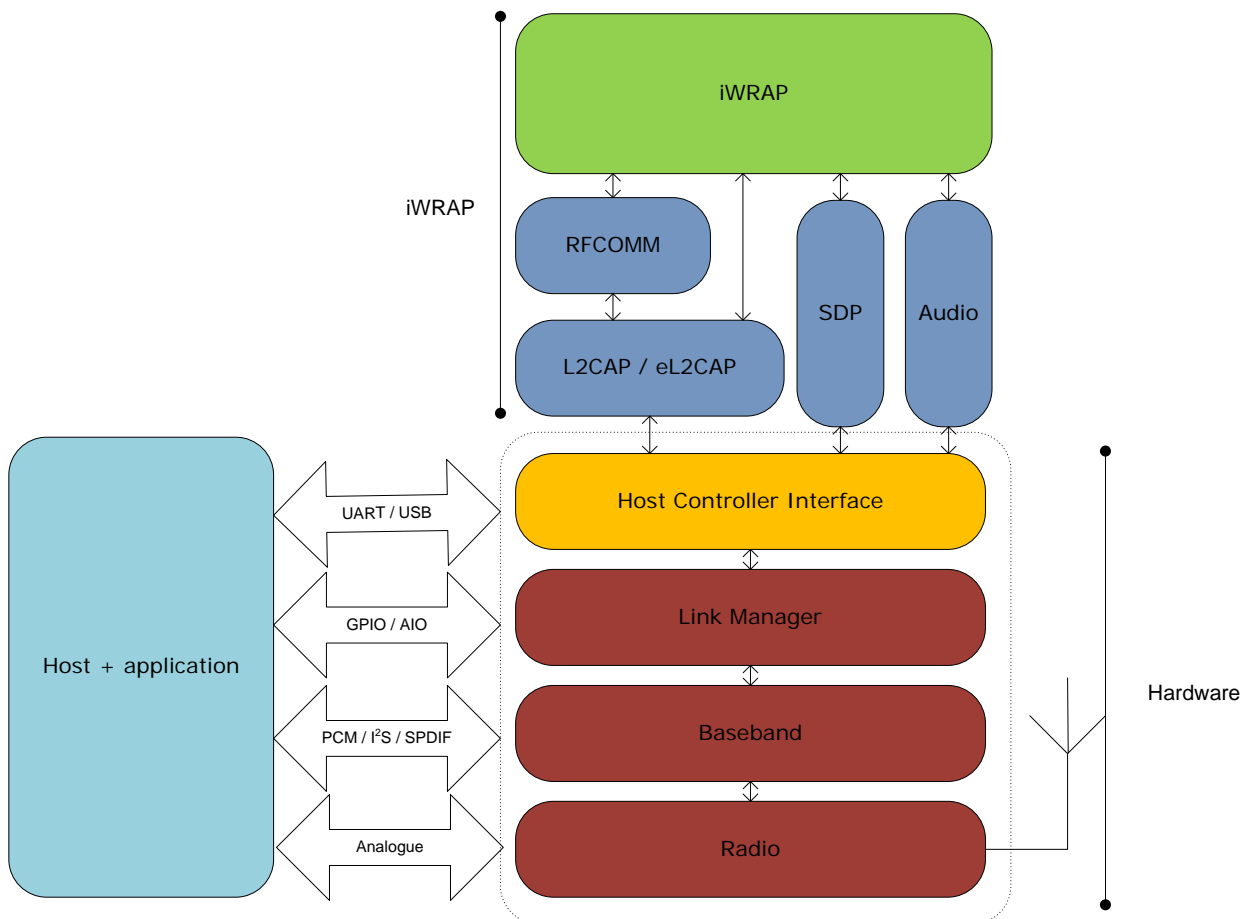 iWRAP
iWRAP
RFCOMM
SDP
Audio
L2CAP / eL2CAP
Host Controller Interface
UART / USB
Link Manager
GPIO / AIO
Host + application
Hardware
Baseband
PCM / I²S / SPDIF
Radio
Analogue